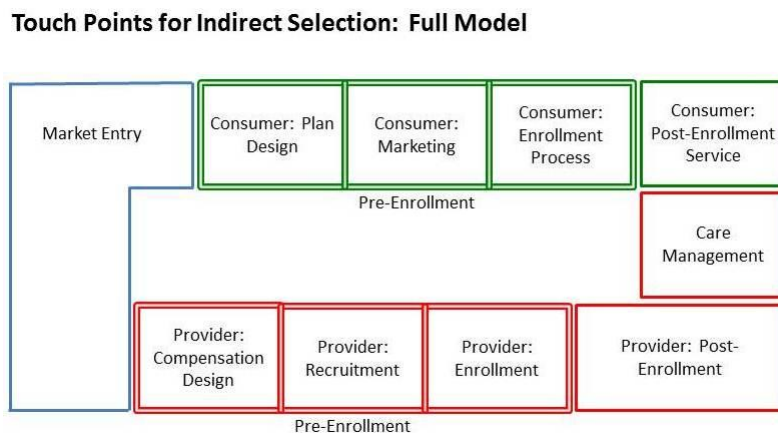 Touch Points for Indirect Selection: Full Model
Market Entry
Consumer: Plan
Design
Consumer:
Marketing
Consumer:
Enrollment
Process
Consumer:
Post-Enrollment
Service
Pre-Enrollment
Care
Management
Provider:
Compensation
Design
Provider:
Recruitment
Provider:
Enrollment
Provider: Post-
Enrollment
Pre-Enrollment